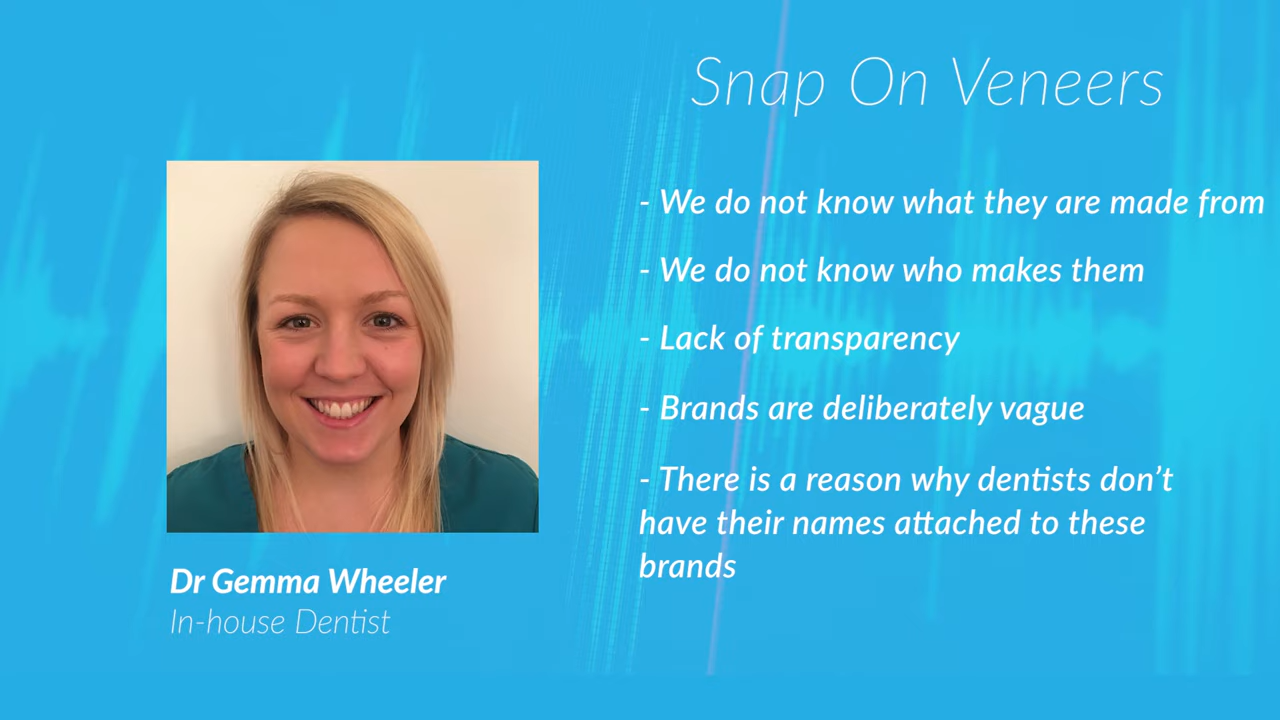 Snap On Veneers
- We do not know what they are made from
- We do not know who makes them
- Lack of transparency
- Brands are deliberately vague
- There is a reason why dentists don’t
have their names attached to these
brands
Dr Gemma Wheeler
In-house Dentist